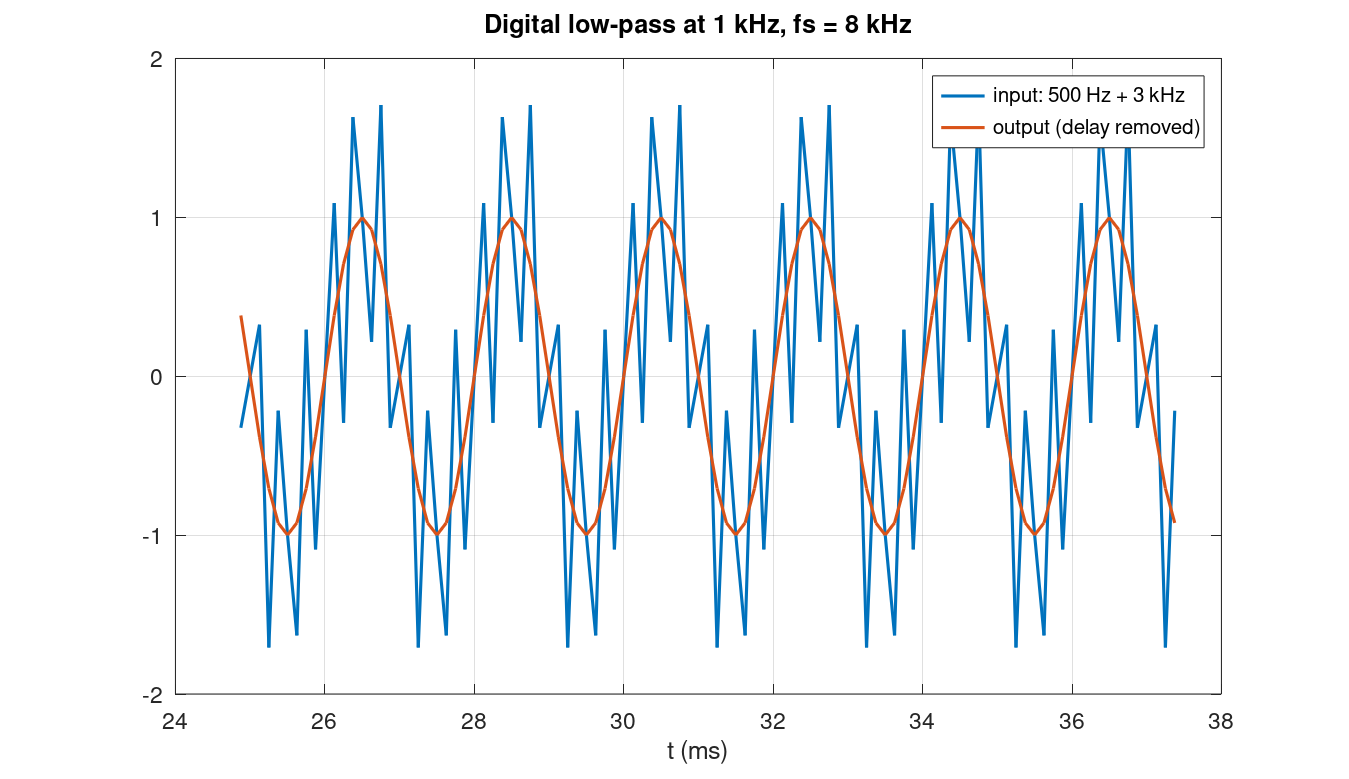 Digital low-pass at 1 kHz, fs = 8 kHz
input: 500 Hz + 3 kHz
output (delay removed)
2
1
0
-1
-2
24 26 28 30 32 34 36 38
t (ms)